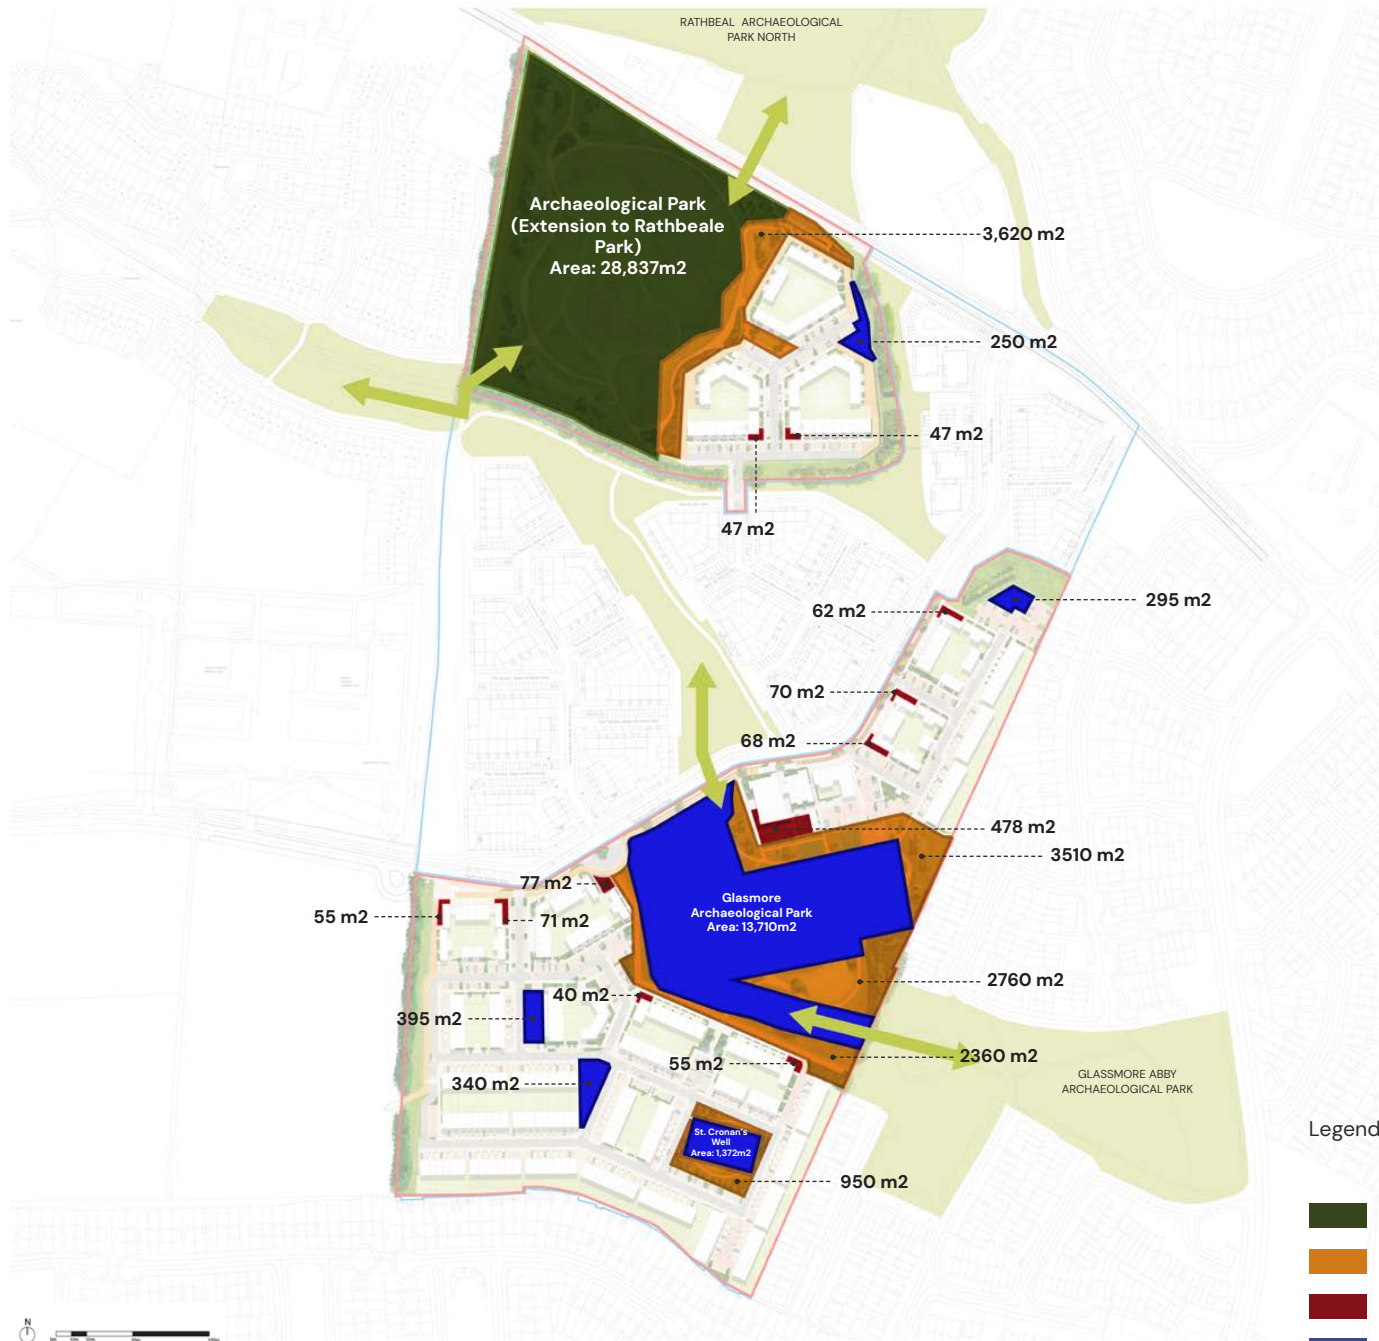 RATHBEAL ARCHAEOLOGICAL
PARK NORTH
Archaeological Park
(Extension to Rathbeale
Park)
Area: 28,837m2
3,620 m2
250 m2
47 m2
47 m2
62 m2
295 m2
70 m2
68 m2
478 m2
3510 m2
77 m2
55 m2
71 m2
Glasmore
Archaeological Park
Area: 13,710m2
2760 m2
40 m2
395 m2
2360 m2
55 m2
340 m2
GLASSMORE ABBY
ARCHAEOLOGICAL PARK
St. Cronan's
Well
Area: 1,372m2
950 m2
Legend
N